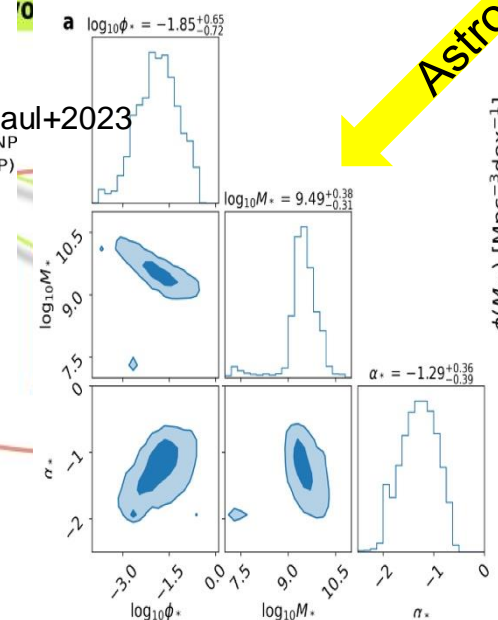 a
log₁₀ϕ* = −1.85+0.65−0.72
Astro
aul+2023
NP
P)
log₁₀M* = 9.49+0.38−0.31
log₁₀M*
10.5
9.0
7.5
α* = −1.29+0.36−0.39
α*
0
−1
−2
−3.0 −1.5 0.0 7.5 9.0 10.5 −2 −1 0
log₁₀ϕ* log₁₀M* α*